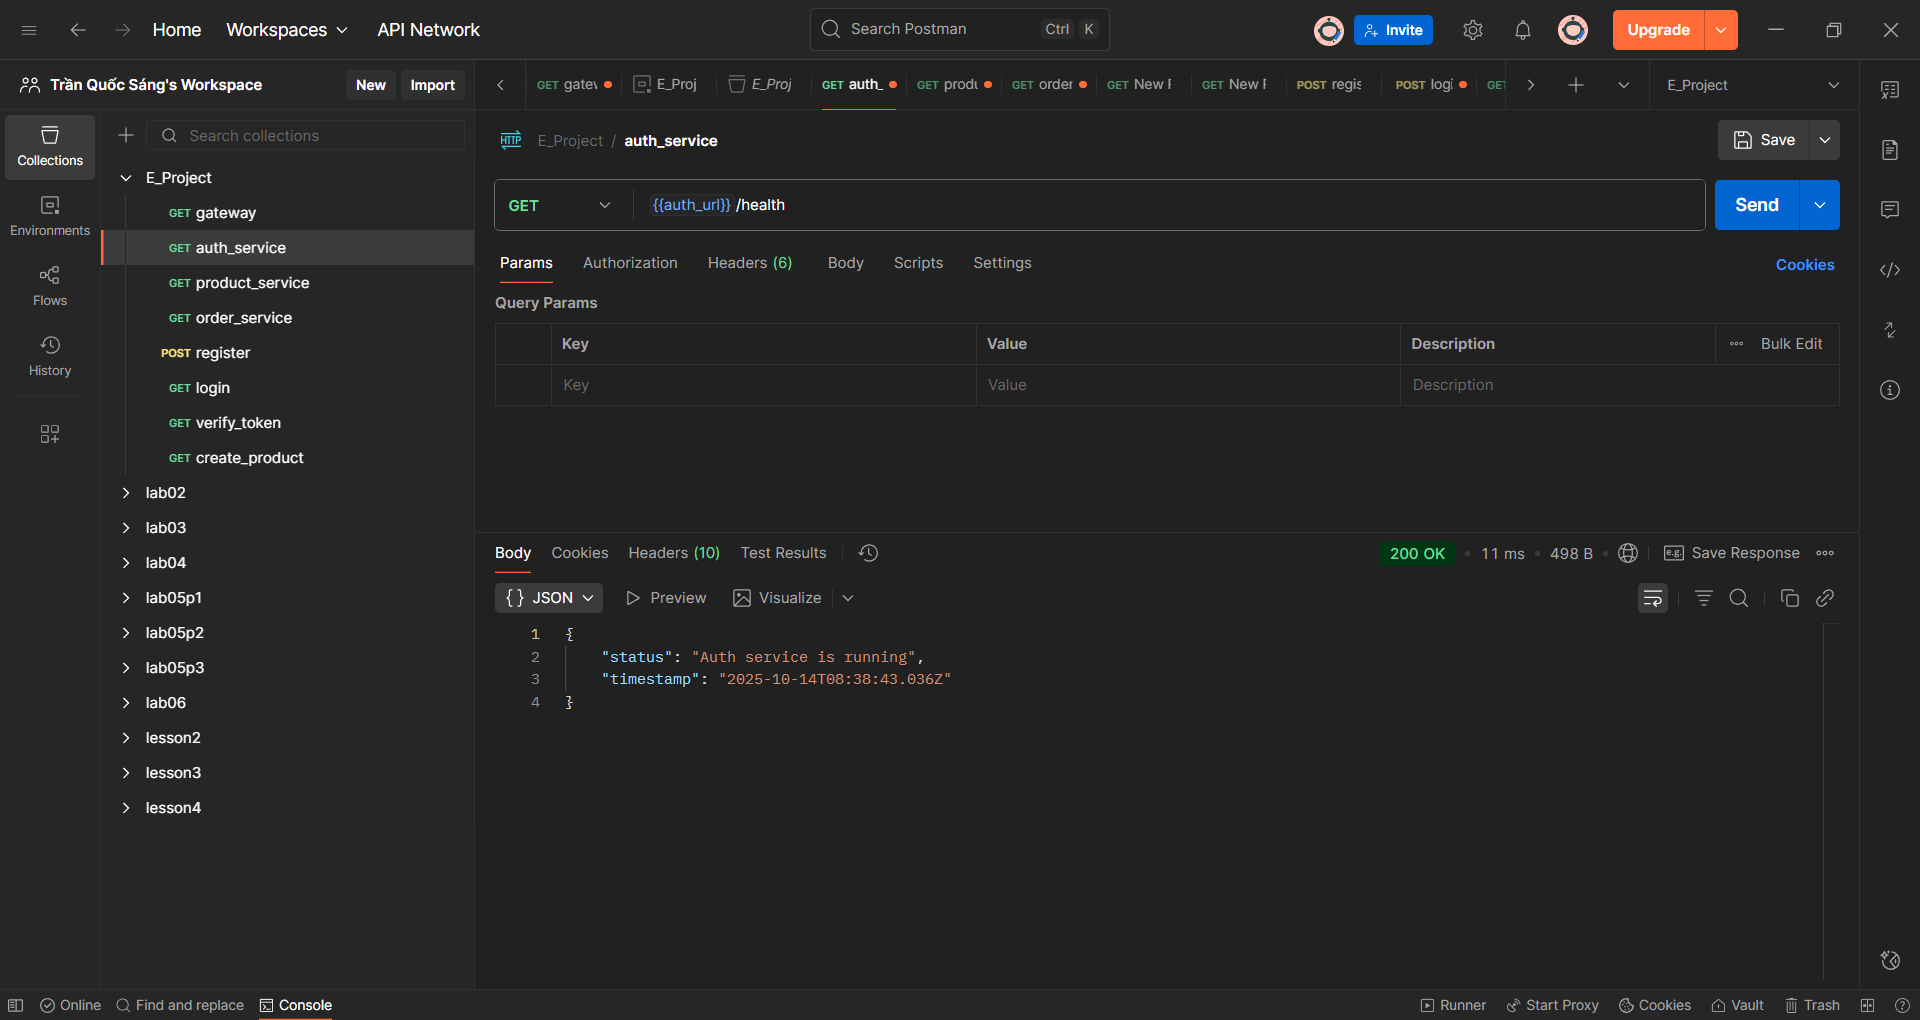 Home Workspaces API Network Search Postman Ctrl K Invite Upgrade
Trần Quốc Sáng's Workspace New Import
GET gatev E_Proj E_Proj GET auth_ GET produ GET order GET New F GET New F POST regis POST logi GET E_Project
Collections
Environments
Flows
History
Search collections
E_Project
GET gateway
GET auth_service
GET product_service
GET order_service
POST register
GET login
GET verify_token
GET create_product
lab02
lab03
lab04
lab05p1
lab05p2
lab05p3
lab06
lesson2
lesson3
lesson4
HTTP E_Project / auth_service Save
GET {{auth_url}} /health Send
Params Authorization Headers (6) Body Scripts Settings Cookies
Query Params
Key Value Description Bulk Edit
Key Value Description
Body Cookies Headers (10) Test Results 200 OK 11 ms 498 B e.g. Save Response
{} JSON Preview Visualize
1 {
2 "status": "Auth service is running",
3 "timestamp": "2025-10-14T08:38:43.036Z"
4 }
Online Find and replace Console Runner Start Proxy Cookies Vault Trash